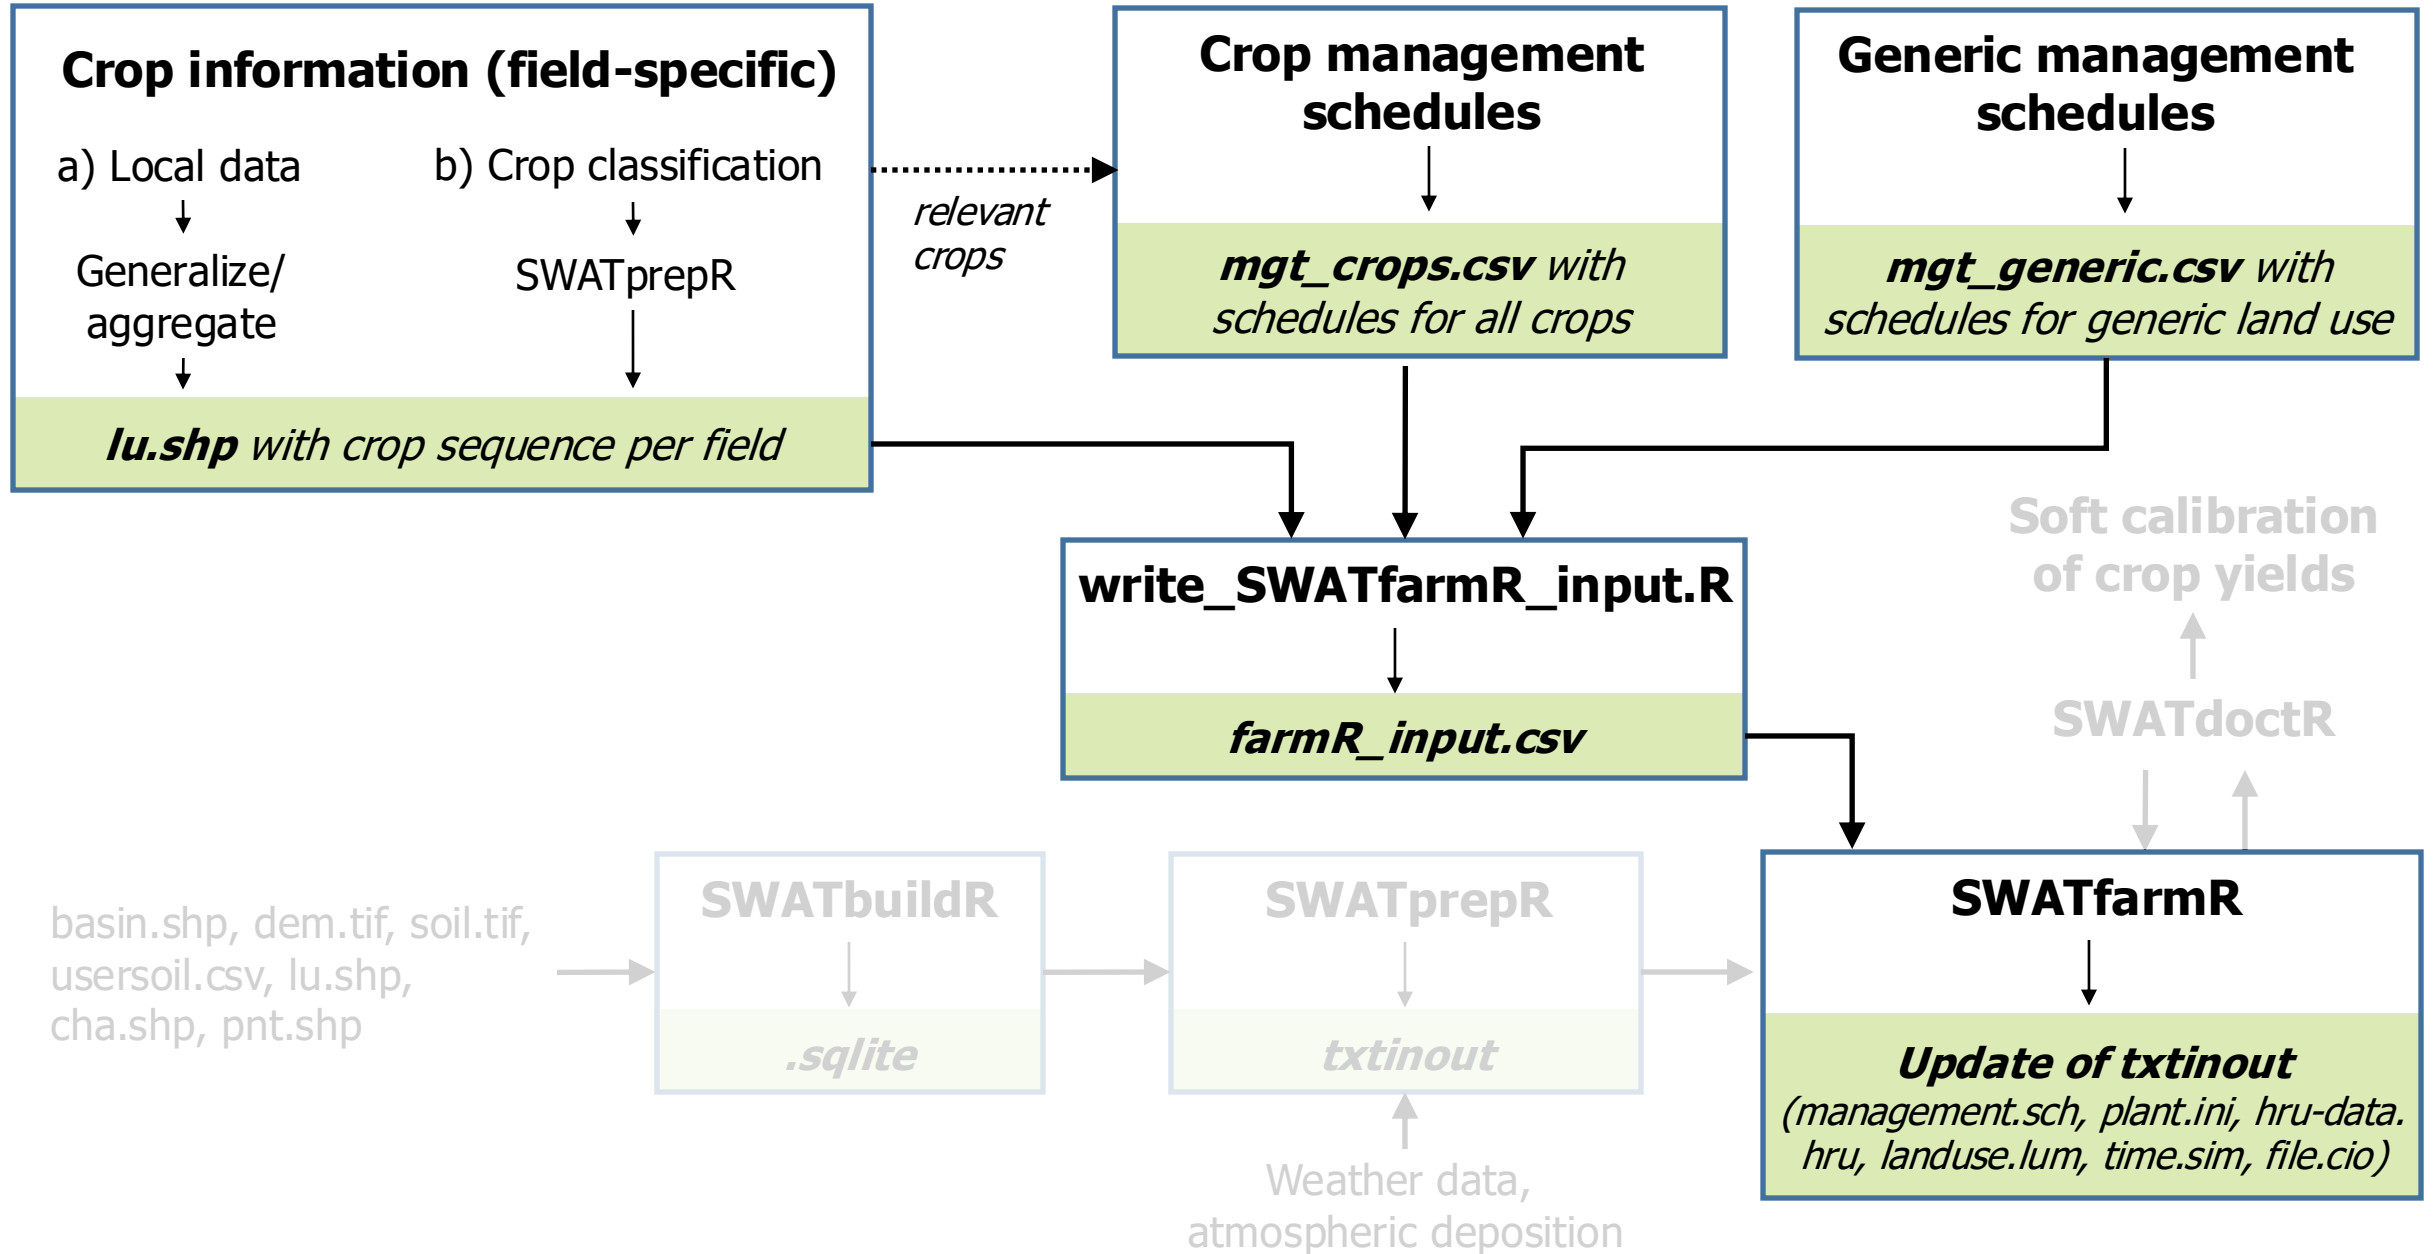 Crop information (field-specific)
a) Local data
Generalize/
aggregate
b) Crop classification
SWATprepR
lu.shp with crop sequence per field
relevant
crops
Crop management
schedules
mgt_crops.csv with
schedules for all crops
Generic management
schedules
mgt_generic.csv with
schedules for generic land use
write_SWATfarmR_input.R
farmR_input.csv
Soft calibration
of crop yields
SWATdoctR
basin.shp, dem.tif, soil.tif,
usersoil.csv, lu.shp,
cha.shp, pnt.shp
SWATbuildR
.sqlite
SWATprepR
txtinout
Weather data,
atmospheric deposition
SWATfarmR
Update of txtinout
(management.sch, plant.ini, hru-data.
hru, landuse.lum, time.sim, file.cio)